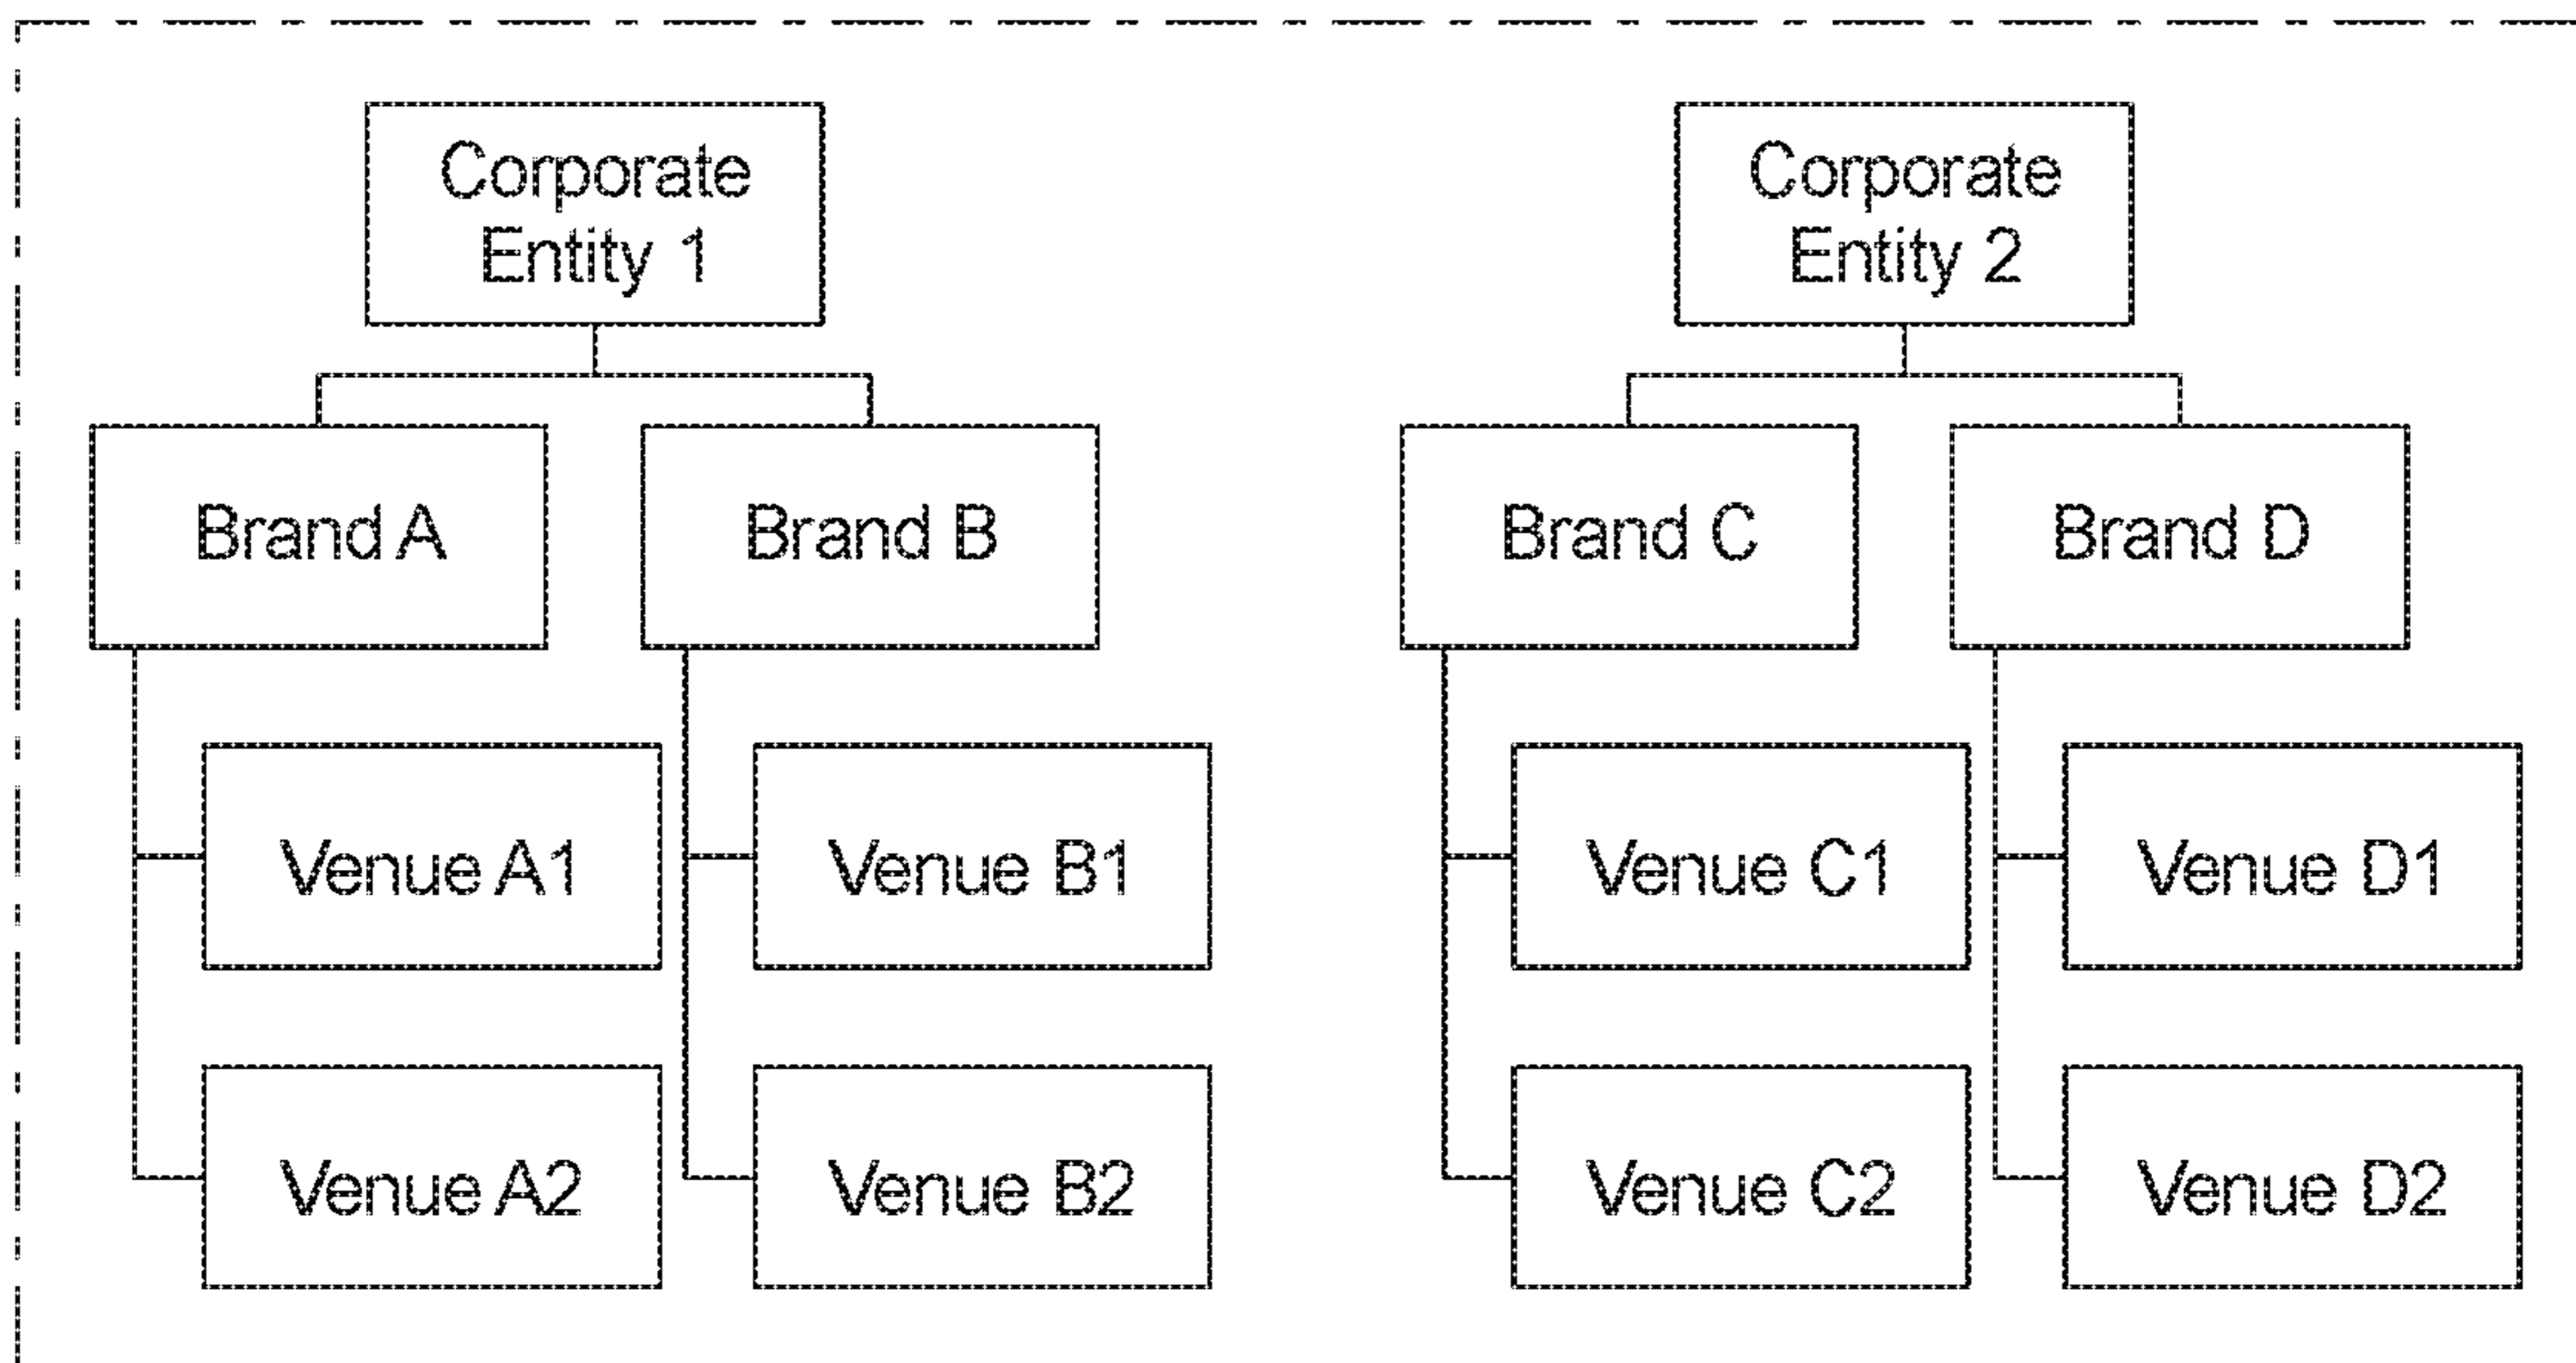 Corporate
Entity 1
Corporate
Entity 2
Brand A
Brand B
Brand C
Brand D
Venue A1
Venue B1
Venue C1
Venue D1
Venue A2
Venue B2
Venue C2
Venue D2